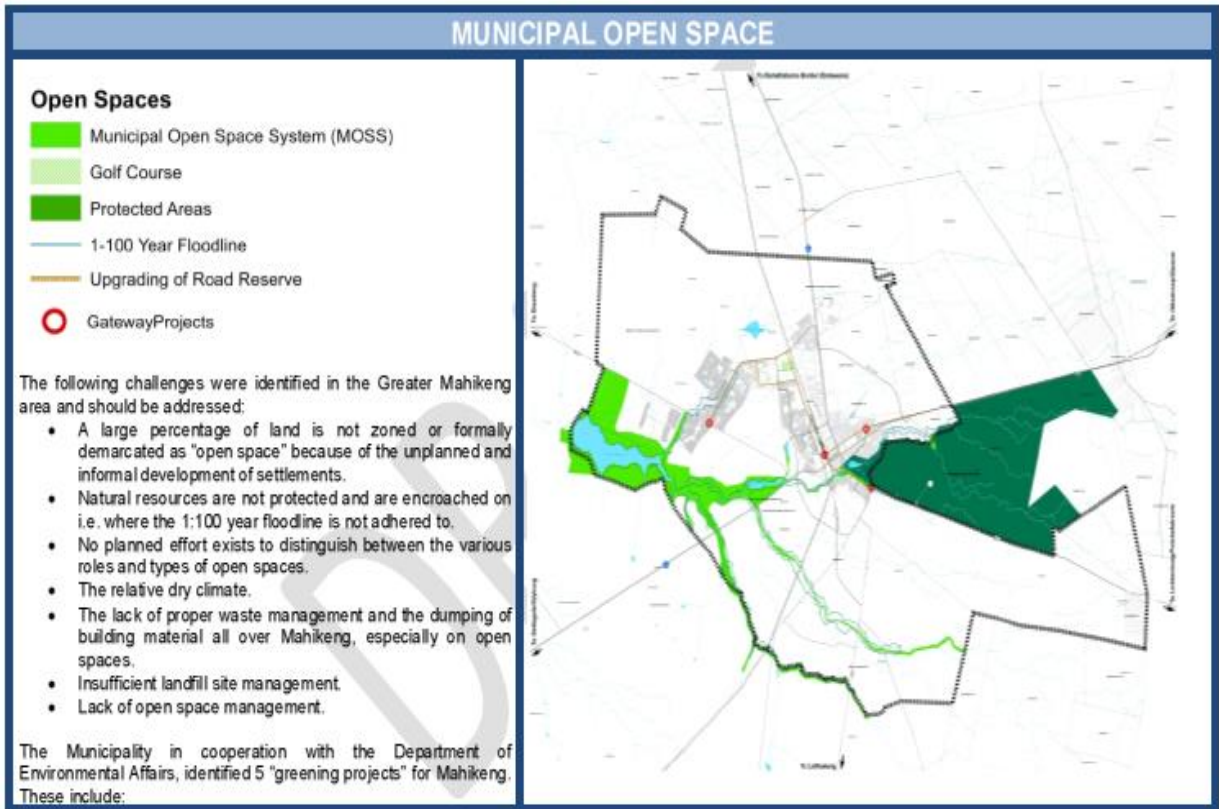 MUNICIPAL OPEN SPACE
Open Spaces
Municipal Open Space System (MOSS)
Golf Course
Protected Areas
1-100 Year Floodline
Upgrading of Road Reserve
GatewayProjects
The following challenges were identified in the Greater Mahikeng
area and should be addressed:
• A large percentage of land is not zoned or formally
demarcated as "open space" because of the unplanned and
informal development of settlements.
• Natural resources are not protected and are encroached on
i.e. where the 1:100 year floodline is not adhered to.
• No planned effort exists to distinguish between the various
roles and types of open spaces.
• The relative dry climate.
• The lack of proper waste management and the dumping of
building material all over Mahikeng, especially on open
spaces.
• Insufficient landfill site management.
• Lack of open space management.
The Municipality in cooperation with the Department of
Environmental Affairs, identified 5 "greening projects" for Mahikeng.
These include: